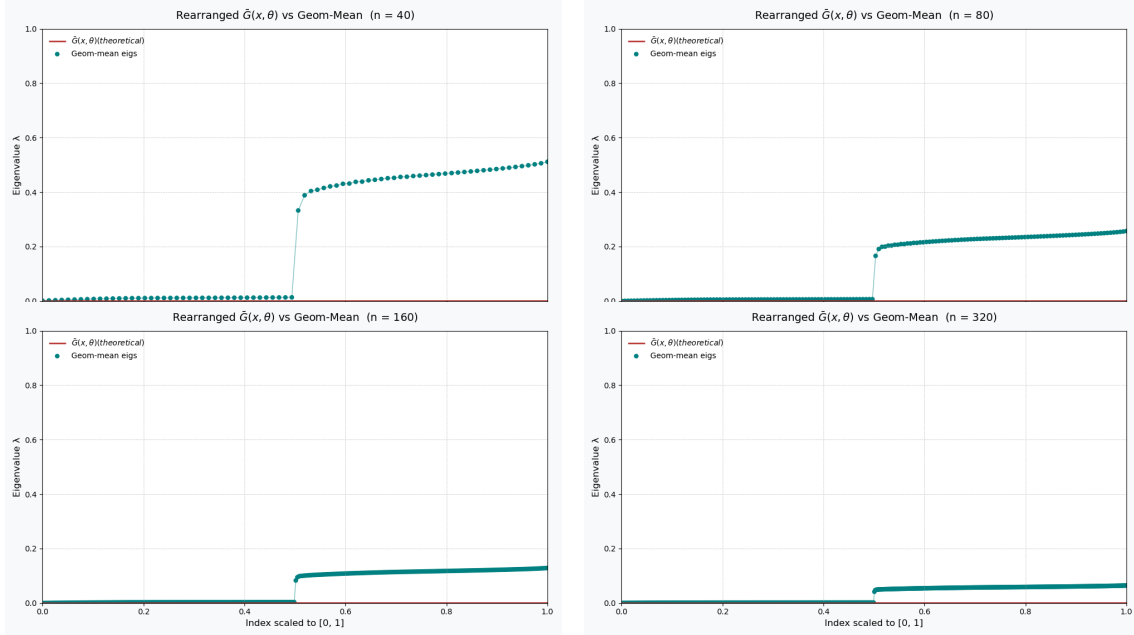 Rearranged Ḡ(x, θ) vs Geom-Mean (n = 40)
1.0
0.8
0.6
0.4
0.2
0.0
Eigenvalue λ
Ḡ(x, θ)(theoretical)
Geom-mean eigs
Rearranged Ḡ(x, θ) vs Geom-Mean (n = 80)
1.0
0.8
0.6
0.4
0.2
0.0
Eigenvalue λ
Ḡ(x, θ)(theoretical)
Geom-mean eigs
Rearranged Ḡ(x, θ) vs Geom-Mean (n = 160)
1.0
0.8
0.6
0.4
0.2
0.0
Eigenvalue λ
Ḡ(x, θ)(theoretical)
Geom-mean eigs
0.0 0.2 0.4 0.6 0.8 1.0
Index scaled to [0, 1]
Rearranged Ḡ(x, θ) vs Geom-Mean (n = 320)
1.0
0.8
0.6
0.4
0.2
0.0
Eigenvalue λ
Ḡ(x, θ)(theoretical)
Geom-mean eigs
0.0 0.2 0.4 0.6 0.8 1.0
Index scaled to [0, 1]